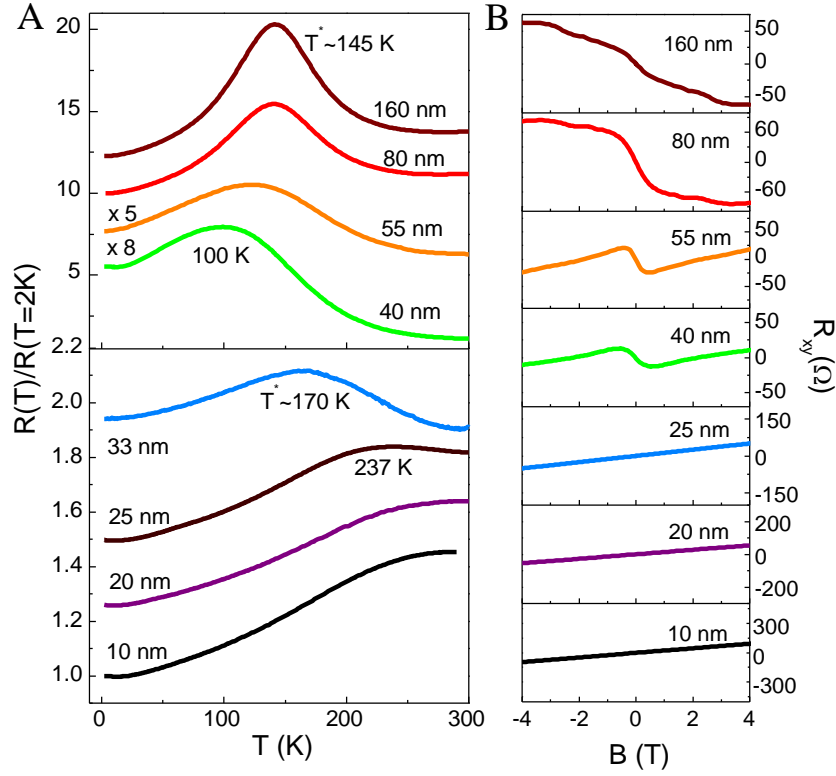 A
B
R(T)/R(T=2K)
20
15
10
5
2.2
2.0
1.8
1.6
1.4
1.2
1.0
T*~145 K
160 nm
80 nm
x 5
55 nm
x 8
100 K
40 nm
T*~170 K
33 nm
237 K
25 nm
20 nm
10 nm
0
100
200
300
T (K)
160 nm
50
0
-50
80 nm
60
0
-60
55 nm
50
0
-50
40 nm
50
0
-50
25 nm
150
0
-150
20 nm
200
0
-200
10 nm
300
0
-300
Rxy(Ω)
-4
-2
0
2
4
B (T)